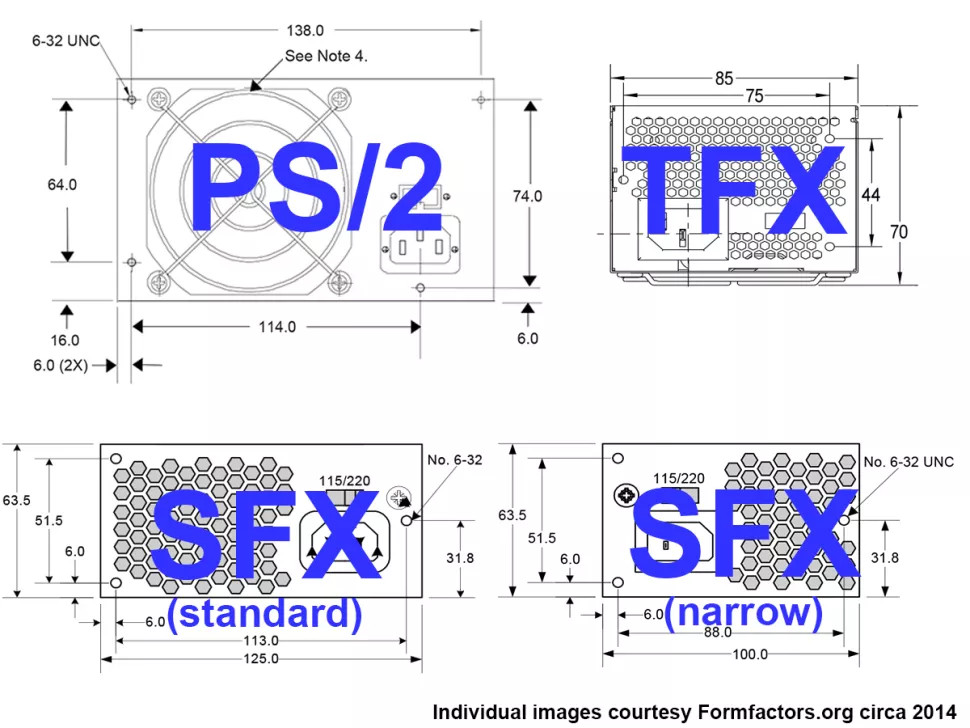 138.0
6-32 UNC
See Note 4.
64.0
PS/2
74.0
16.0
114.0
6.0
6.0 (2X)
85
75
TFX
44
70
No. 6-32
115/220
63.5
51.5
SFX
6.0
31.8
6.0
(standard)
113.0
125.0
No. 6-32 UNC
115/220
63.5
51.5
SFX
6.0
31.8
6.0
(narrow)
88.0
100.0
Individual images courtesy Formfactors.org circa 2014